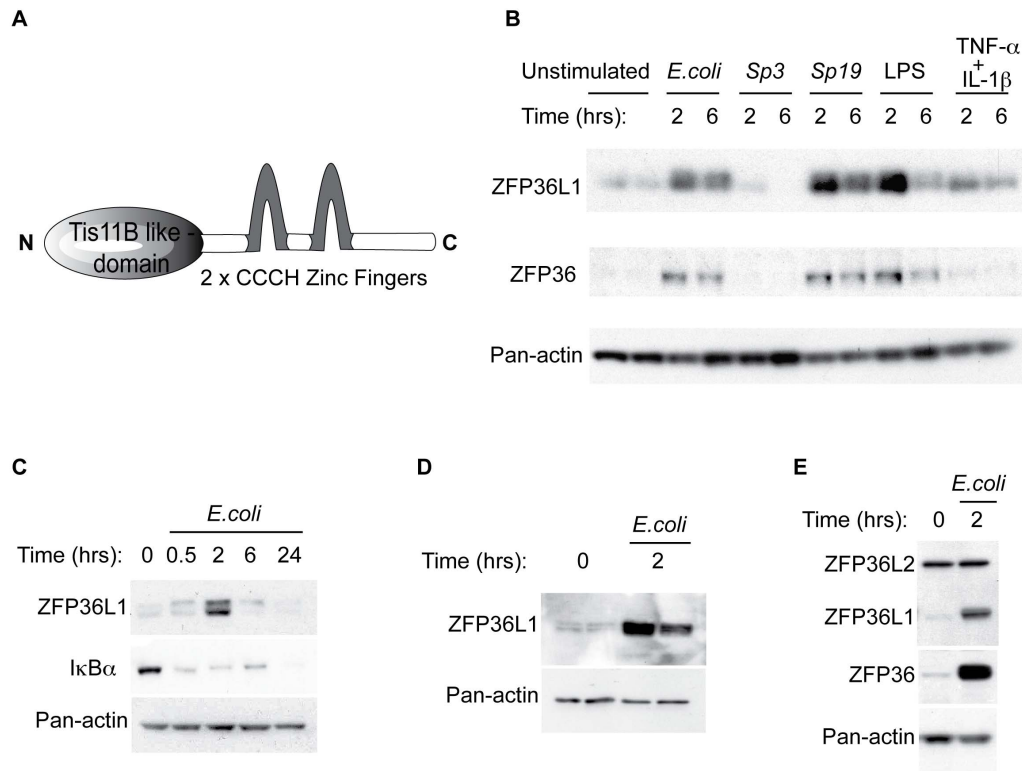 A
Tis11B like -
domain
N
C
2 x CCCH Zinc Fingers
B
Unstimulated E.coli Sp3 Sp19 LPS TNF-α
+
IL-1β
Time (hrs): 2 6 2 6 2 6 2 6 2 6
ZFP36L1
ZFP36
Pan-actin
C
E.coli
Time (hrs): 0 0.5 2 6 24
ZFP36L1
IκBα
Pan-actin
D
E.coli
Time (hrs): 0 2
ZFP36L1
Pan-actin
E
E.coli
Time (hrs): 0 2
ZFP36L2
ZFP36L1
ZFP36
Pan-actin